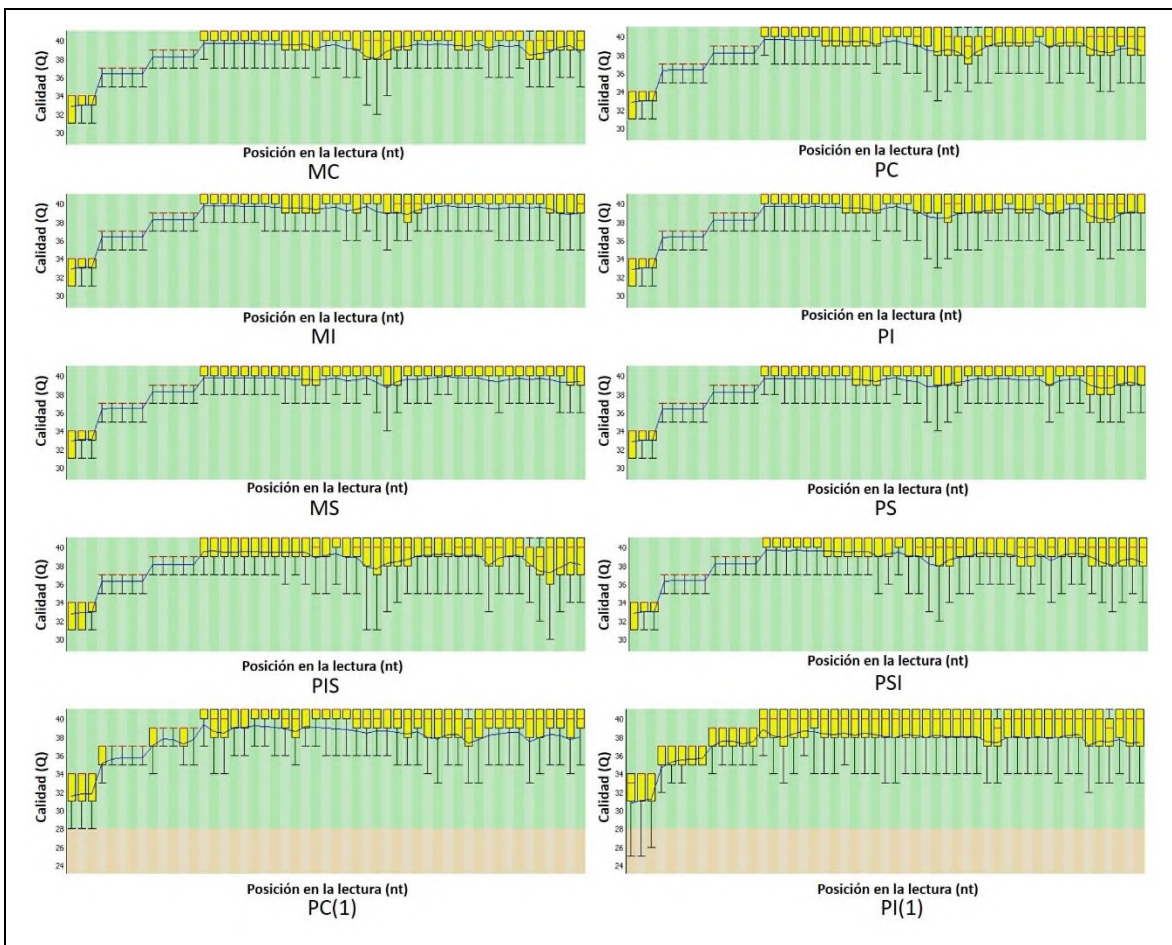 Calidad (Q)
40
38
36
34
32
30
Posición en la lectura (nt)
MC
Calidad (Q)
40
38
36
34
32
30
Posición en la lectura (nt)
PC
Calidad (Q)
40
38
36
34
32
30
Posición en la lectura (nt)
MI
Calidad (Q)
40
38
36
34
32
30
Posición en la lectura (nt)
PI
Calidad (Q)
40
38
36
34
32
30
Posición en la lectura (nt)
MS
Calidad (Q)
40
38
36
34
32
30
Posición en la lectura (nt)
PS
Calidad (Q)
40
38
36
34
32
30
Posición en la lectura (nt)
PIS
Calidad (Q)
40
38
36
34
32
30
Posición en la lectura (nt)
PSI
Calidad (Q)
40
38
36
34
32
30
28
26
24
Posición en la lectura (nt)
PC(1)
Calidad (Q)
40
38
36
34
32
30
28
26
24
Posición en la lectura (nt)
PI(1)